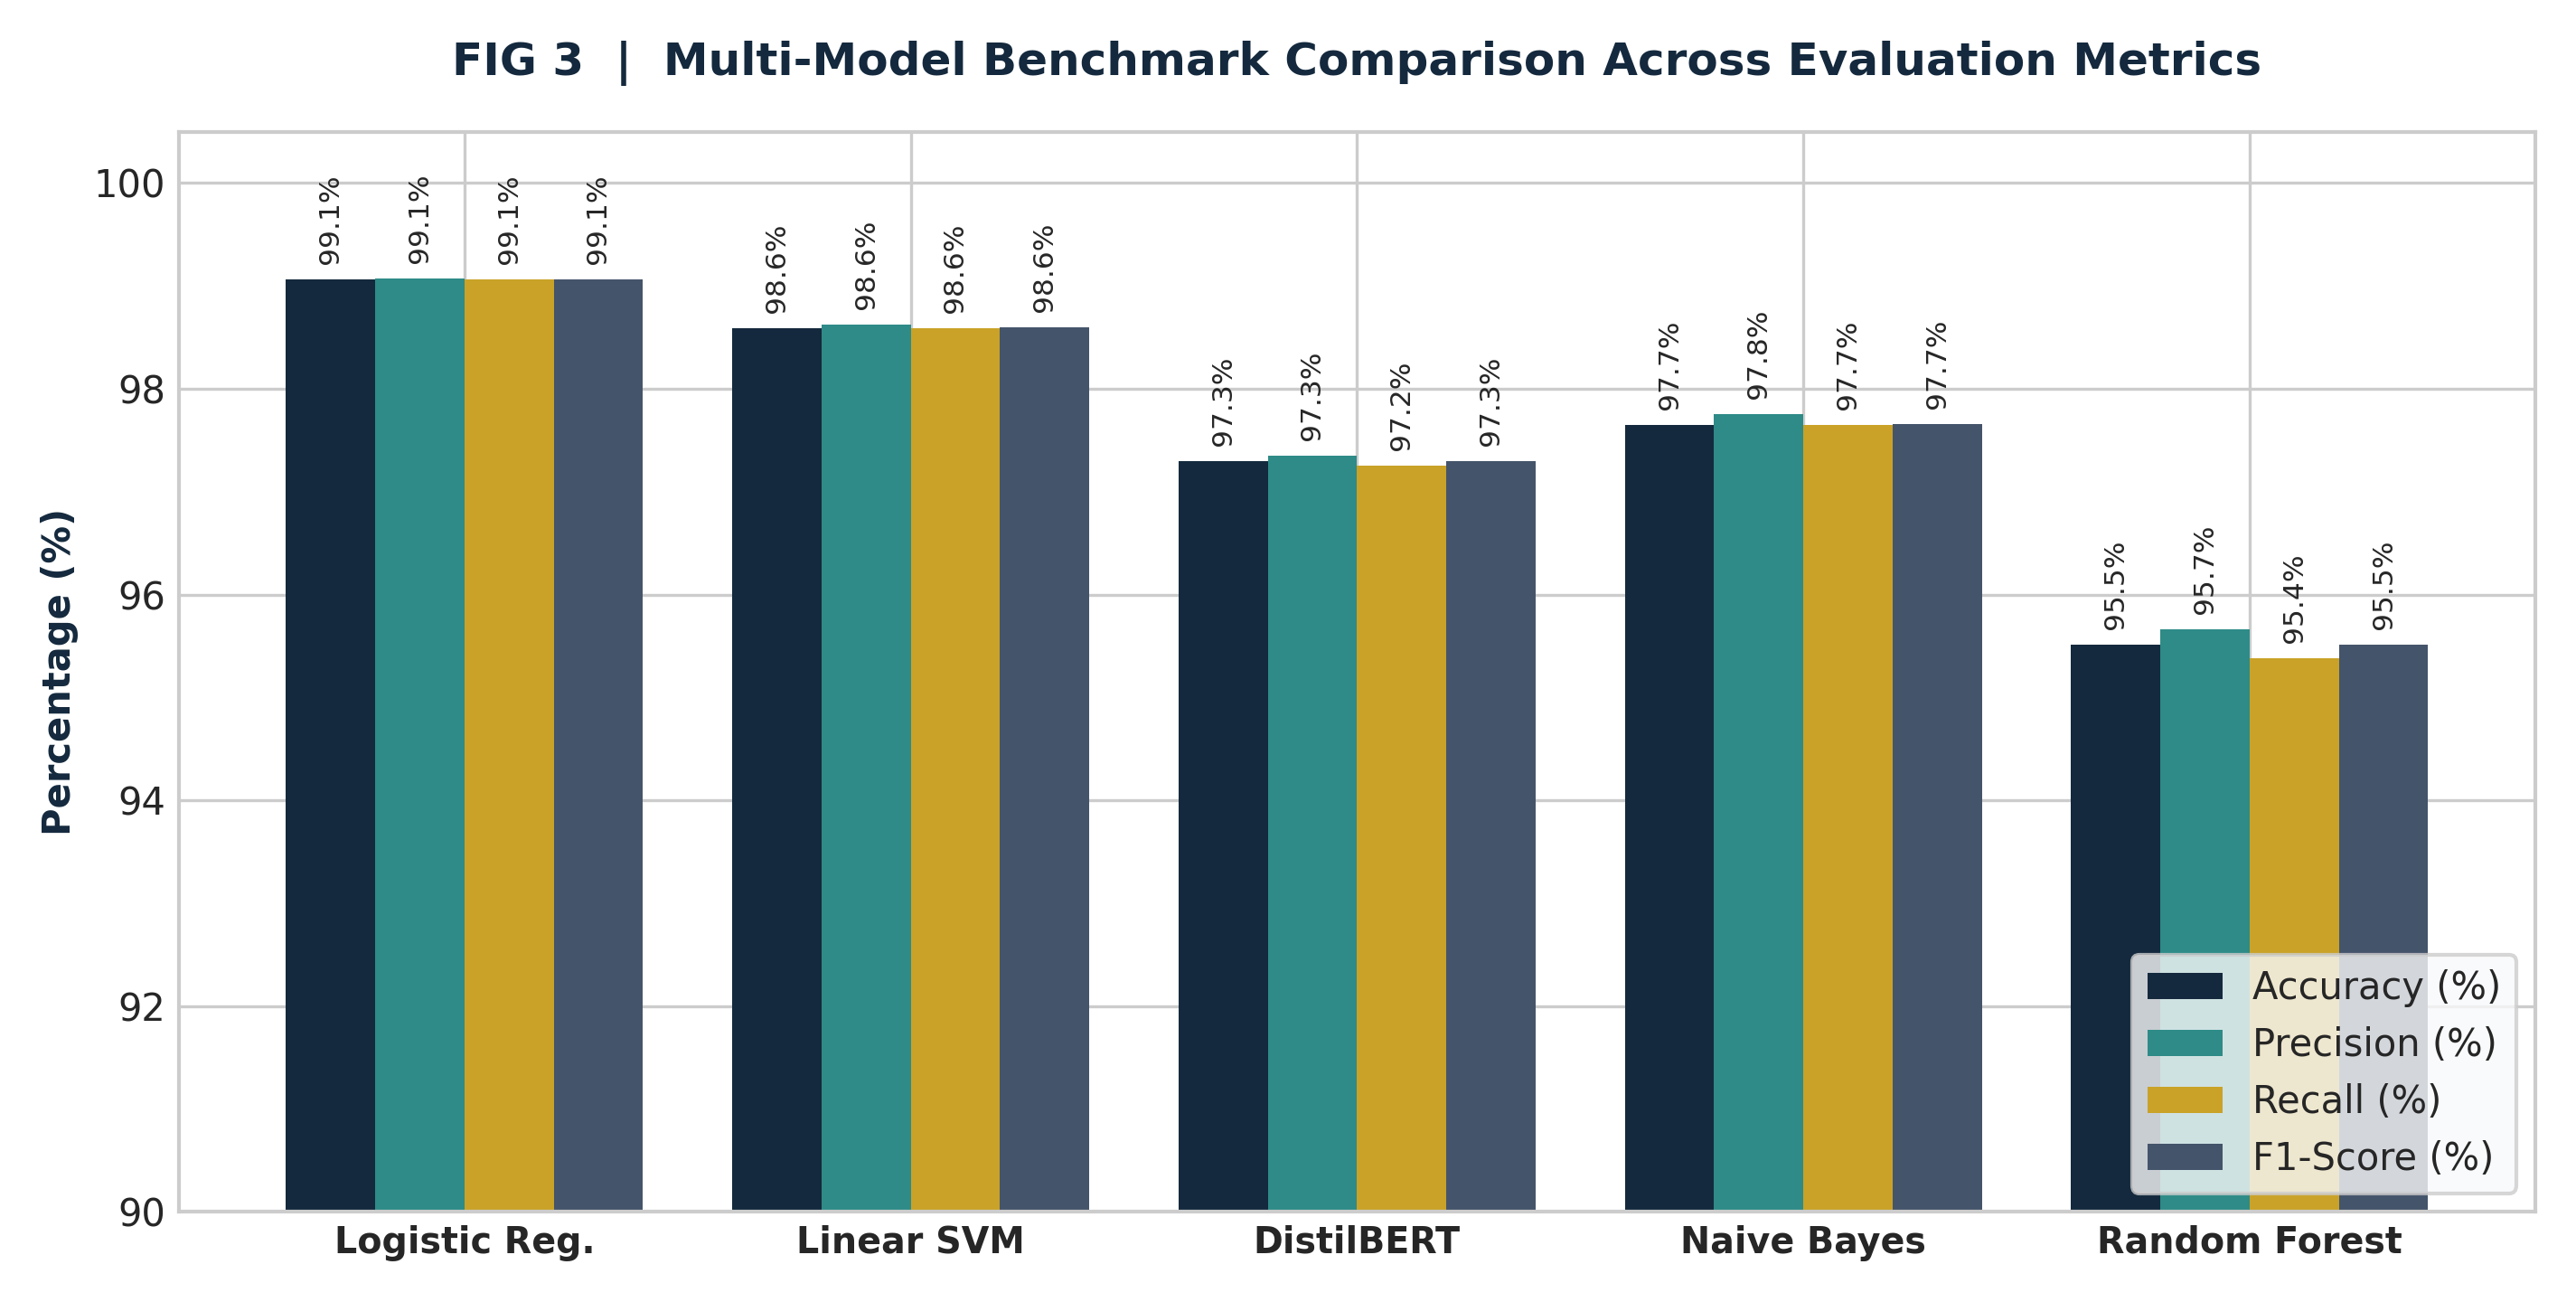 FIG 3 | Multi-Model Benchmark Comparison Across Evaluation Metrics
Percentage (%)
100
98
96
94
92
90
99.1%
99.1%
99.1%
99.1%
98.6%
98.6%
98.6%
98.6%
97.3%
97.3%
97.2%
97.3%
97.7%
97.8%
97.7%
97.7%
95.5%
95.7%
95.4%
95.5%
Accuracy (%)
Precision (%)
Recall (%)
F1-Score (%)
Logistic Reg.
Linear SVM
DistilBERT
Naive Bayes
Random Forest